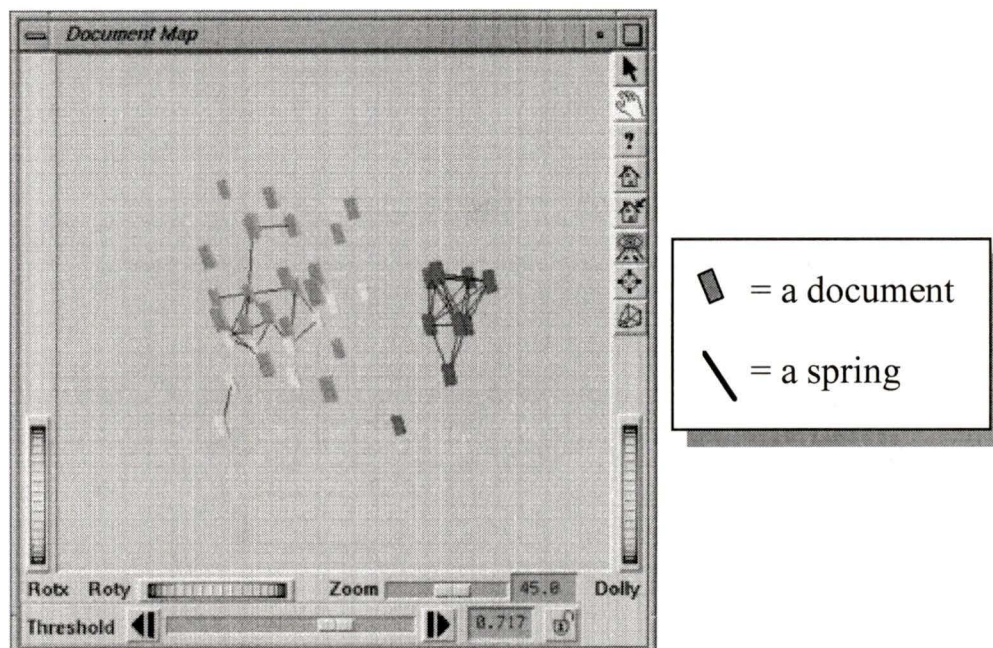 Document Map
?
= a document
= a spring
Rotx Roty Zoom 45.0 Dolly
Threshold 0.717